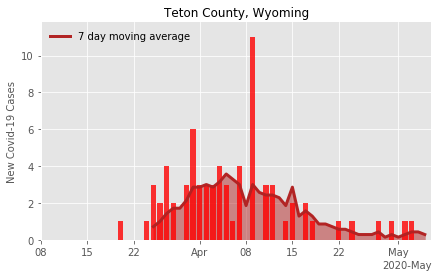 Teton County, Wyoming
7 day moving average
New Covid-19 Cases
10
8
6
4
2
0
08 15 22 Apr 08 15 22 May
2020-May